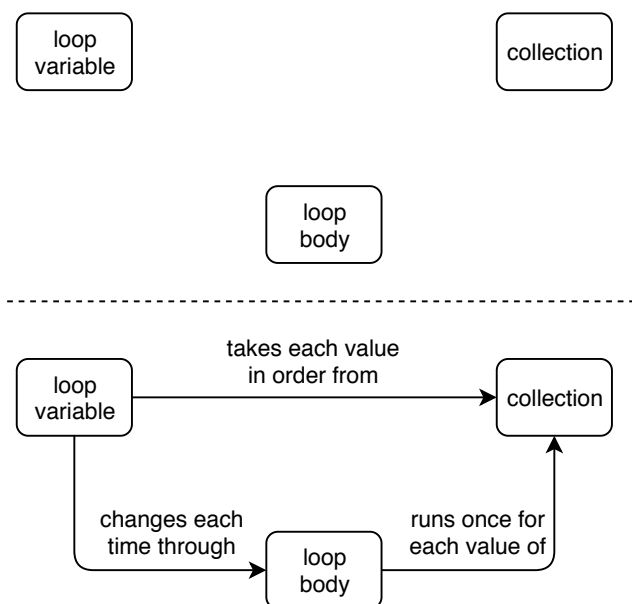 loop
variable
collection
loop
body
takes each value
in order from
loop
variable
collection
changes each
time through
runs once for
each value of
loop
body